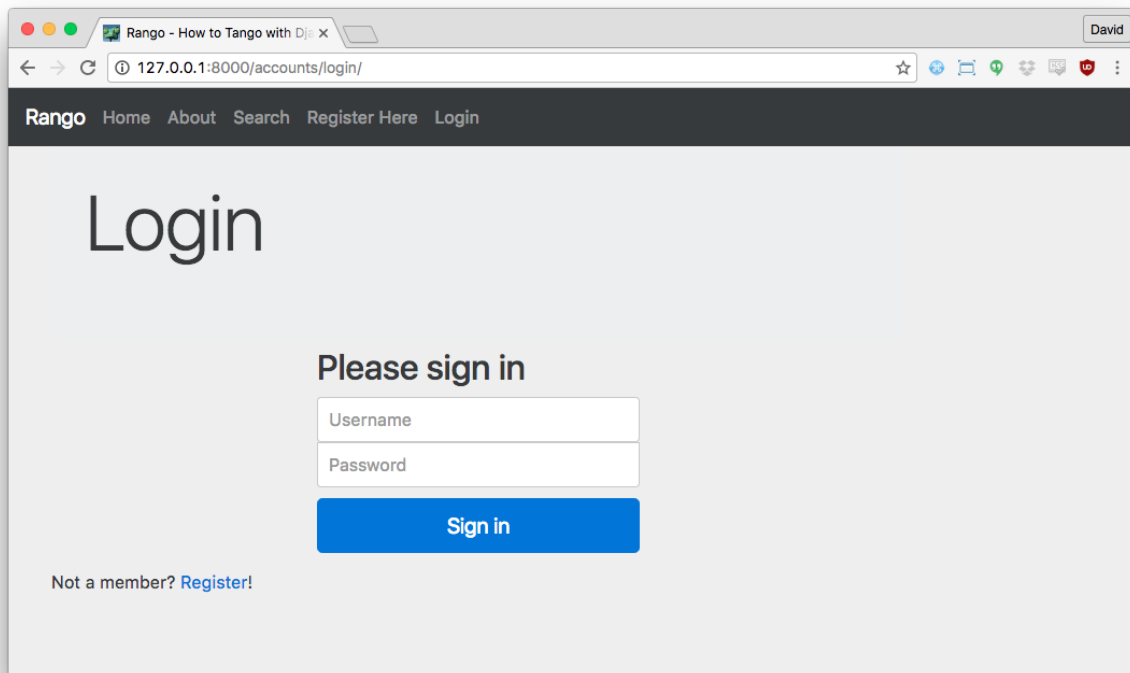 Rango - How to Tango with Dja
David
127.0.0.1:8000/accounts/login/
Rango Home About Search Register Here Login
Login
Please sign in
Username
Password
Sign in
Not a member? Register!